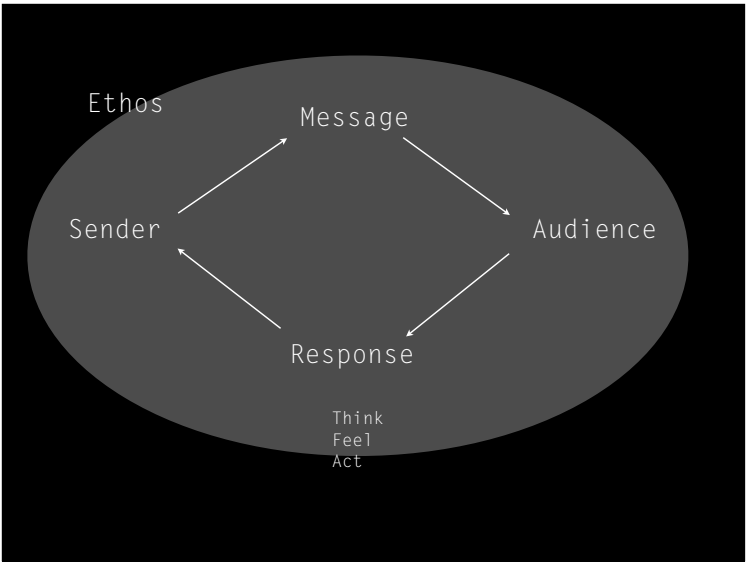 Ethos
Message
Sender
Audience
Response
Think
Feel
Act